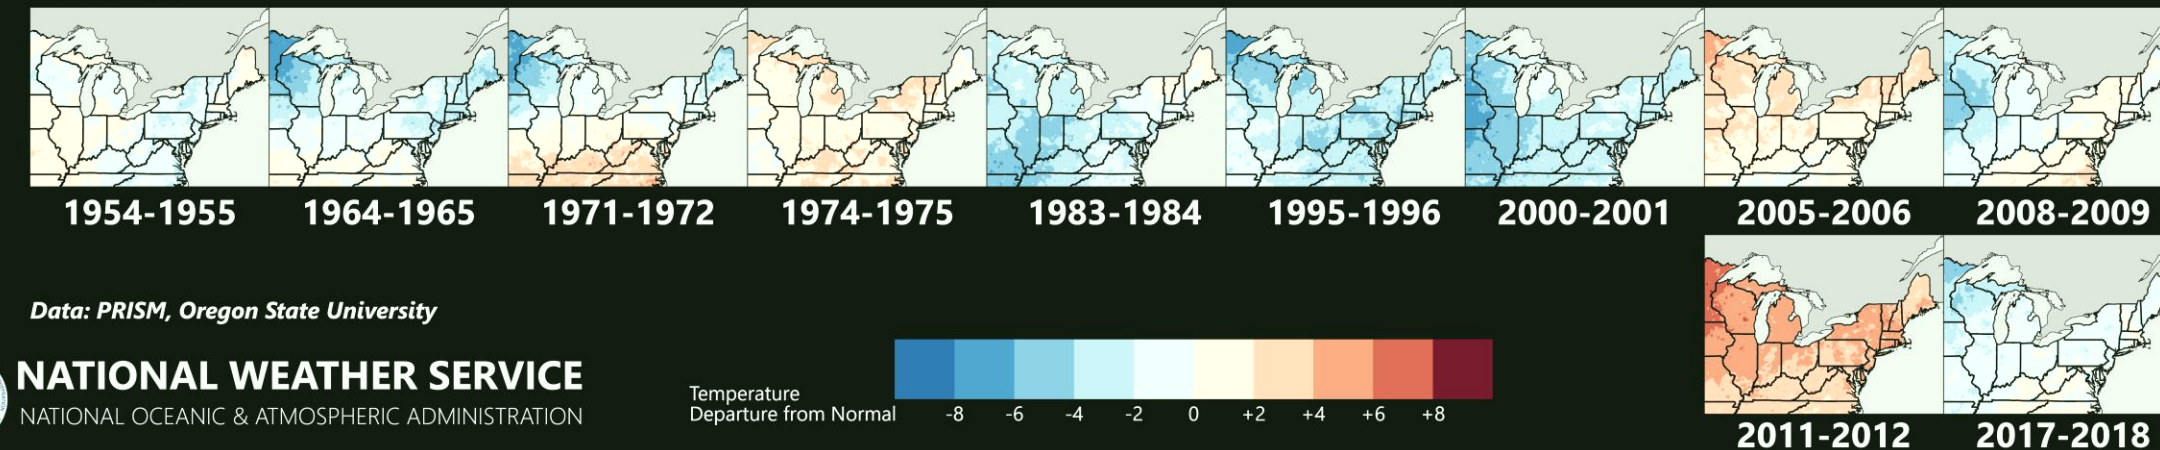 1954-1955 1964-1965 1971-1972 1974-1975 1983-1984 1995-1996 2000-2001 2005-2006 2008-2009
Data: PRISM, Oregon State University
NATIONAL WEATHER SERVICE
NATIONAL OCEANIC & ATMOSPHERIC ADMINISTRATION
Temperature
Departure from Normal -8 -6 -4 -2 0 +2 +4 +6 +8
2011-2012 2017-2018